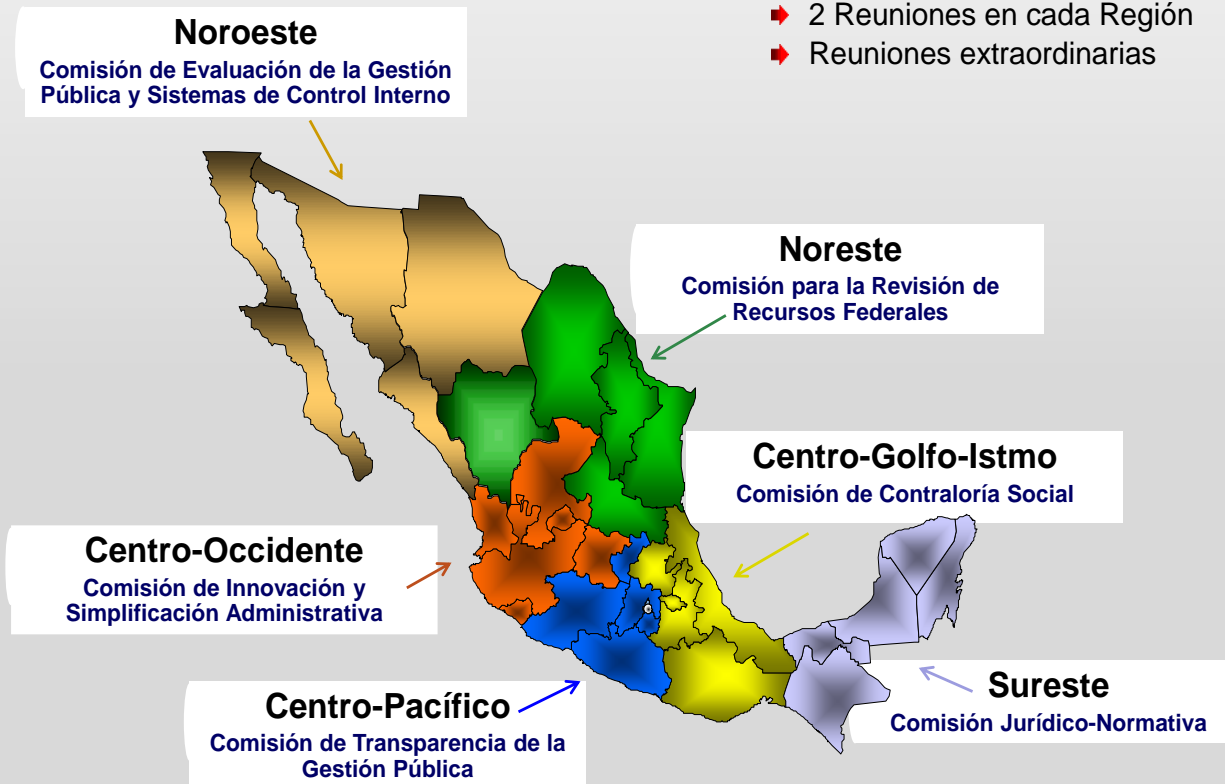 2 Reuniones en cada Región
Reuniones extraordinarias
Noroeste
Comisión de Evaluación de la Gestión
Pública y Sistemas de Control Interno
Noreste
Comisión para la Revisión de
Recursos Federales
Centro-Golfo-Istmo
Comisión de Contraloría Social
Centro-Occidente
Comisión de Innovación y
Simplificación Administrativa
Sureste
Comisión Jurídico-Normativa
Centro-Pacífico
Comisión de Transparencia de la
Gestión Pública